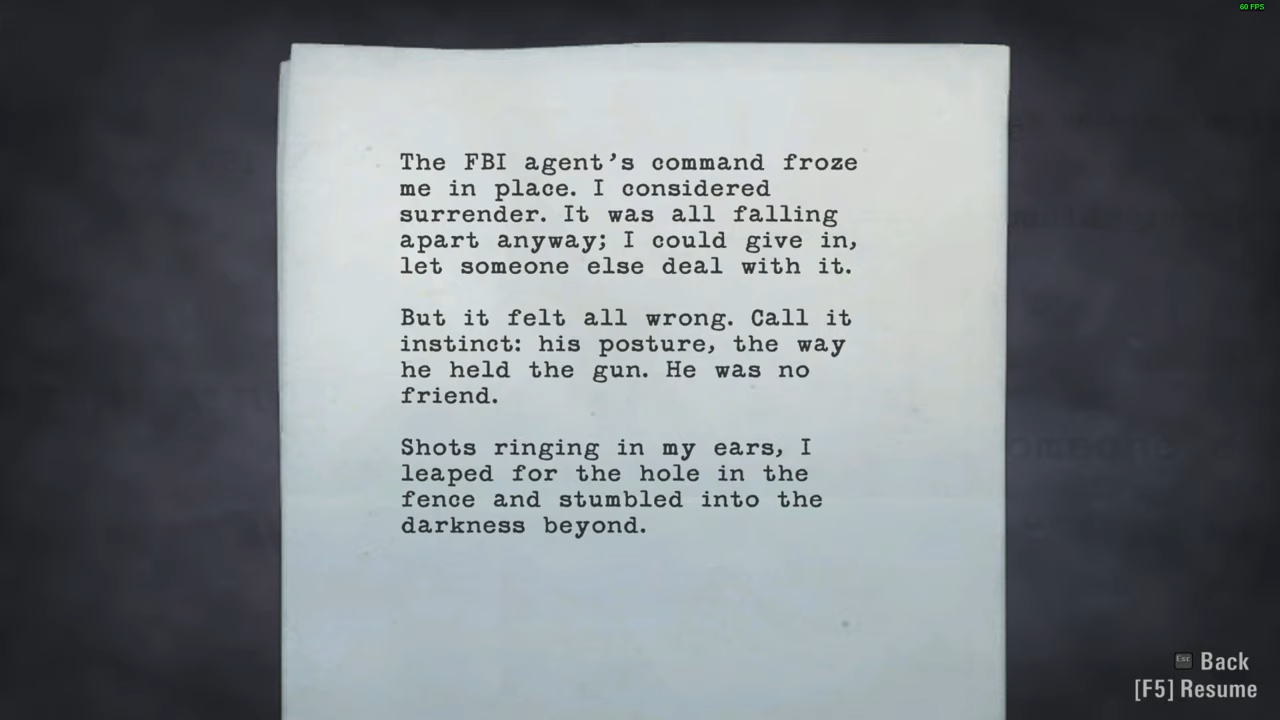 60 FPS
The FBI agent's command froze
me in place. I considered
surrender. It was all falling
apart anyway; I could give in,
let someone else deal with it.
But it felt all wrong. Call it
instinct: his posture, the way
he held the gun. He was no
friend.
Shots ringing in my ears, I
leaped for the hole in the
fence and stumbled into the
darkness beyond.
Esc Back
[F5] Resume